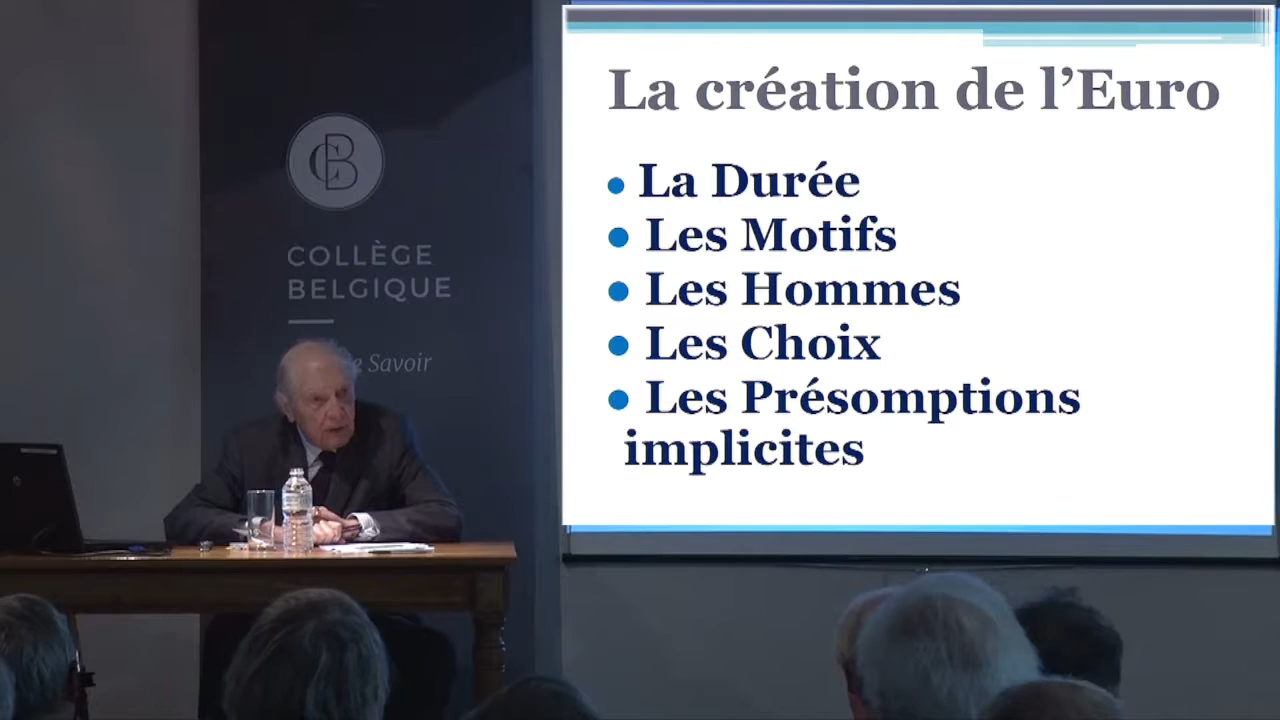 CB
COLLÈGE
BELGIQUE
Savoir
La création de l’Euro
• La Durée
• Les Motifs
• Les Hommes
• Les Choix
• Les Présomptions
implicites